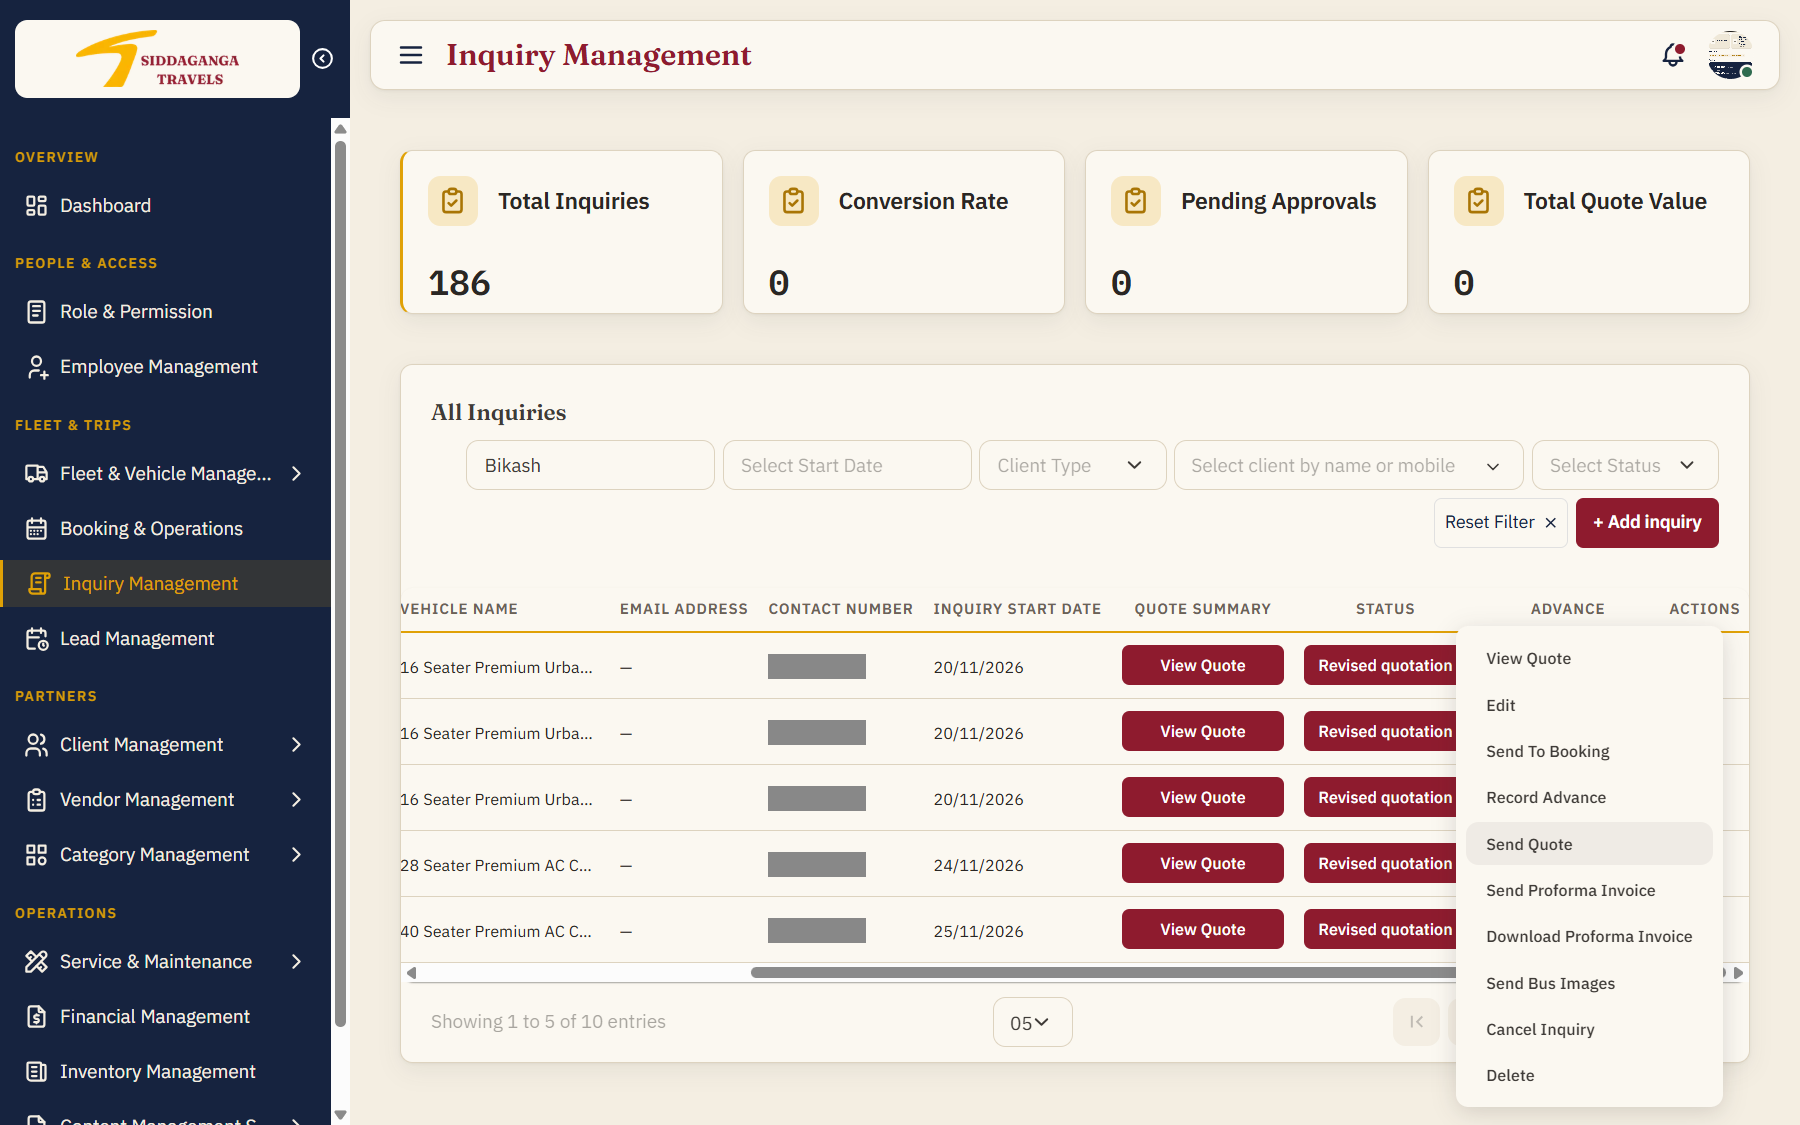 SIDDAGANGA
TRAVELS
OVERVIEW
Dashboard
PEOPLE & ACCESS
Role & Permission
Employee Management
FLEET & TRIPS
Fleet & Vehicle Manage...
Booking & Operations
Inquiry Management
Lead Management
PARTNERS
Client Management
Vendor Management
Category Management
OPERATIONS
Service & Maintenance
Financial Management
Inventory Management
Content Management S
Inquiry Management
Total Inquiries
186
Conversion Rate
0
Pending Approvals
0
Total Quote Value
0
All Inquiries
Bikash
Select Start Date
Client Type
Select client by name or mobile
Select Status
Reset Filter ×
+ Add inquiry
VEHICLE NAME EMAIL ADDRESS CONTACT NUMBER INQUIRY START DATE QUOTE SUMMARY STATUS ADVANCE ACTIONS
16 Seater Premium Urba... — 20/11/2026 View Quote Revised quotation
16 Seater Premium Urba... — 20/11/2026 View Quote Revised quotation
16 Seater Premium Urba... — 20/11/2026 View Quote Revised quotation
28 Seater Premium AC C... — 24/11/2026 View Quote Revised quotation
40 Seater Premium AC C... — 25/11/2026 View Quote Revised quotation
View Quote
Edit
Send To Booking
Record Advance
Send Quote
Send Proforma Invoice
Download Proforma Invoice
Send Bus Images
Cancel Inquiry
Delete
Showing 1 to 5 of 10 entries
05